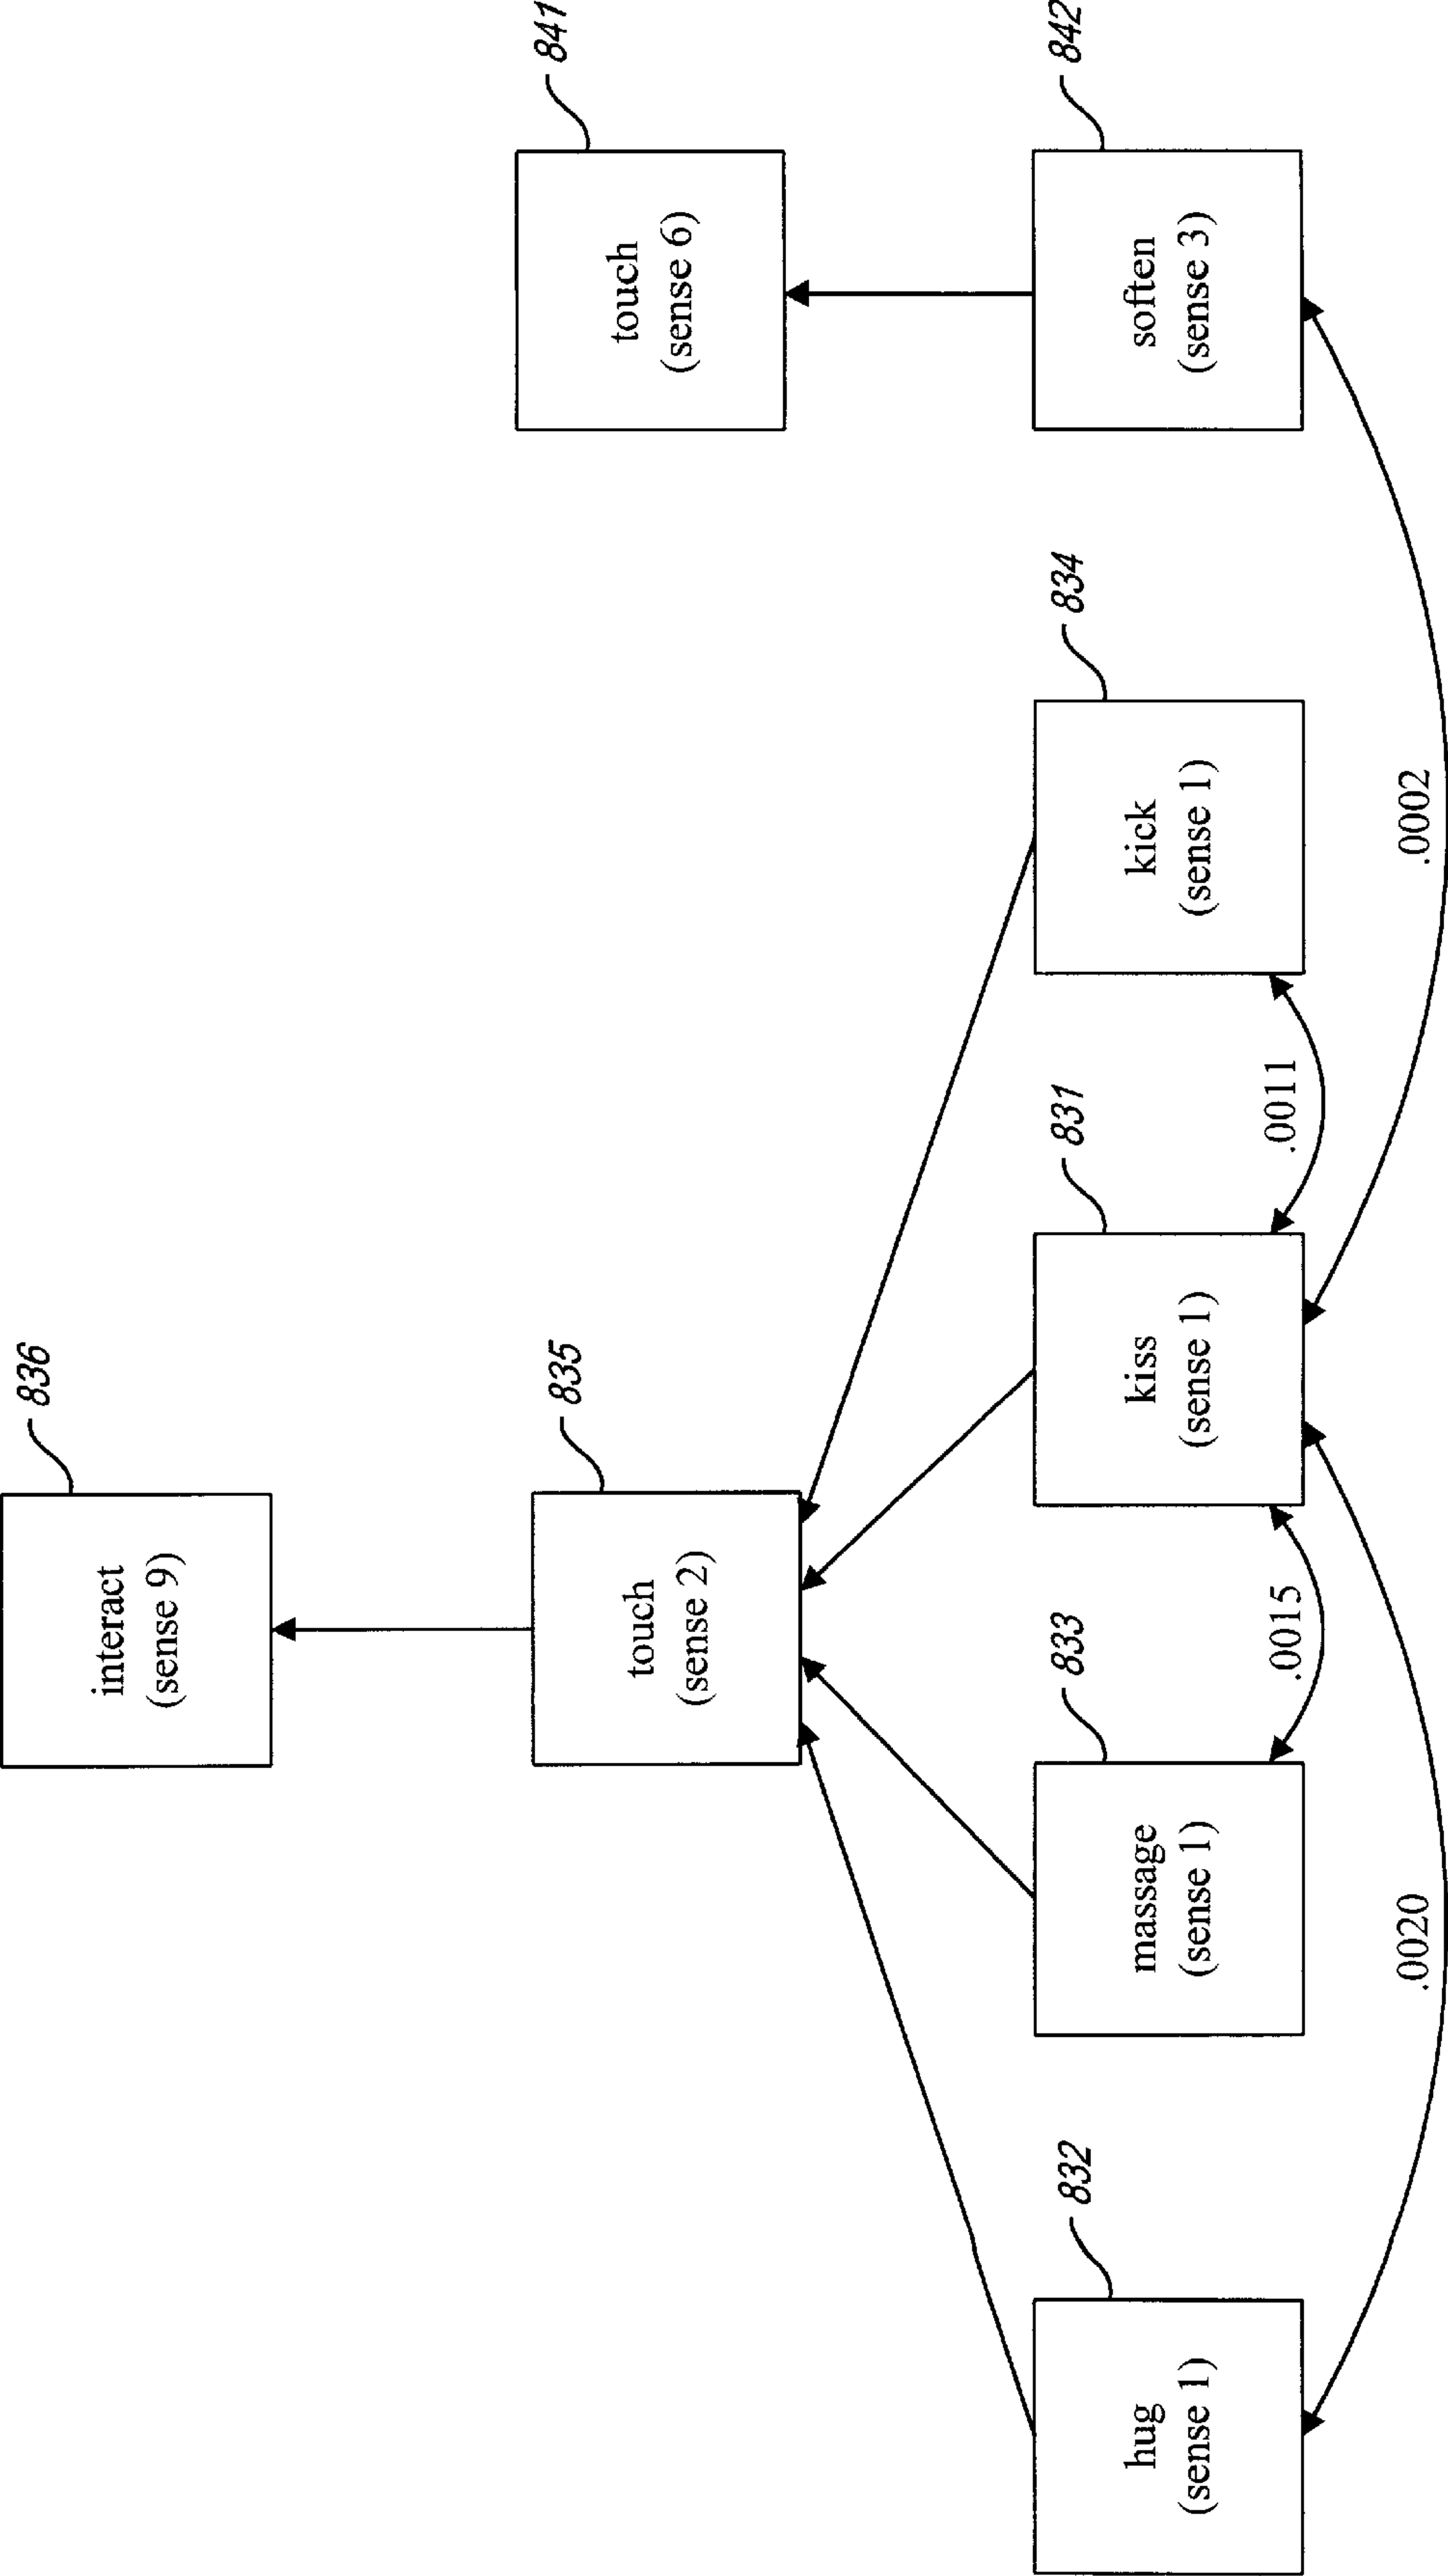 836
interact
(sense 9)
835
touch
(sense 2)
841
touch
(sense 6)
832
hug
(sense 1)
833
massage
(sense 1)
831
kiss
(sense 1)
834
kick
(sense 1)
842
soften
(sense 3)
.0015
.0011
.0020
.0002